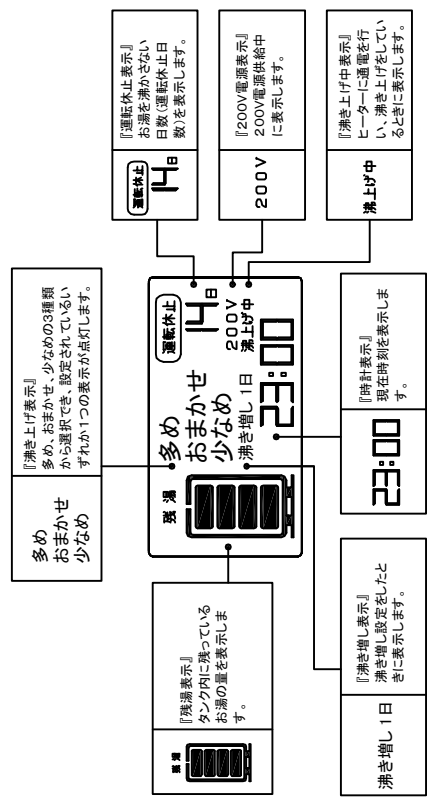 多め
おまかせ
少なめ
『沸き上げ表示』
多め、おまかせ、少なめの3種類
から選択でき、設定されているい
ずれか1つの表示が点灯します。
残湯
『残湯表示』
タンク内に残っている
お湯の量を表示しま
す。
残湯
多め
おまかせ
少なめ
沸き増し 1日
運転休止
14日
200V
沸上げ中
23:00
運転休止
14日
『運転休止表示』
お湯を沸かさない
日数(運転休止日
数)を表示します。
200V
『200V電源表示』
200V電源供給中
に表示します。
沸上げ中
『沸き上げ中表示』
ヒーターに通電を行
い、沸き上げをしてい
るときに表示します。
沸き増し 1日
『沸き増し表示』
沸き増し設定をしたと
きに表示します。
23:00
『時計表示』
現在時刻を表示しま
す。